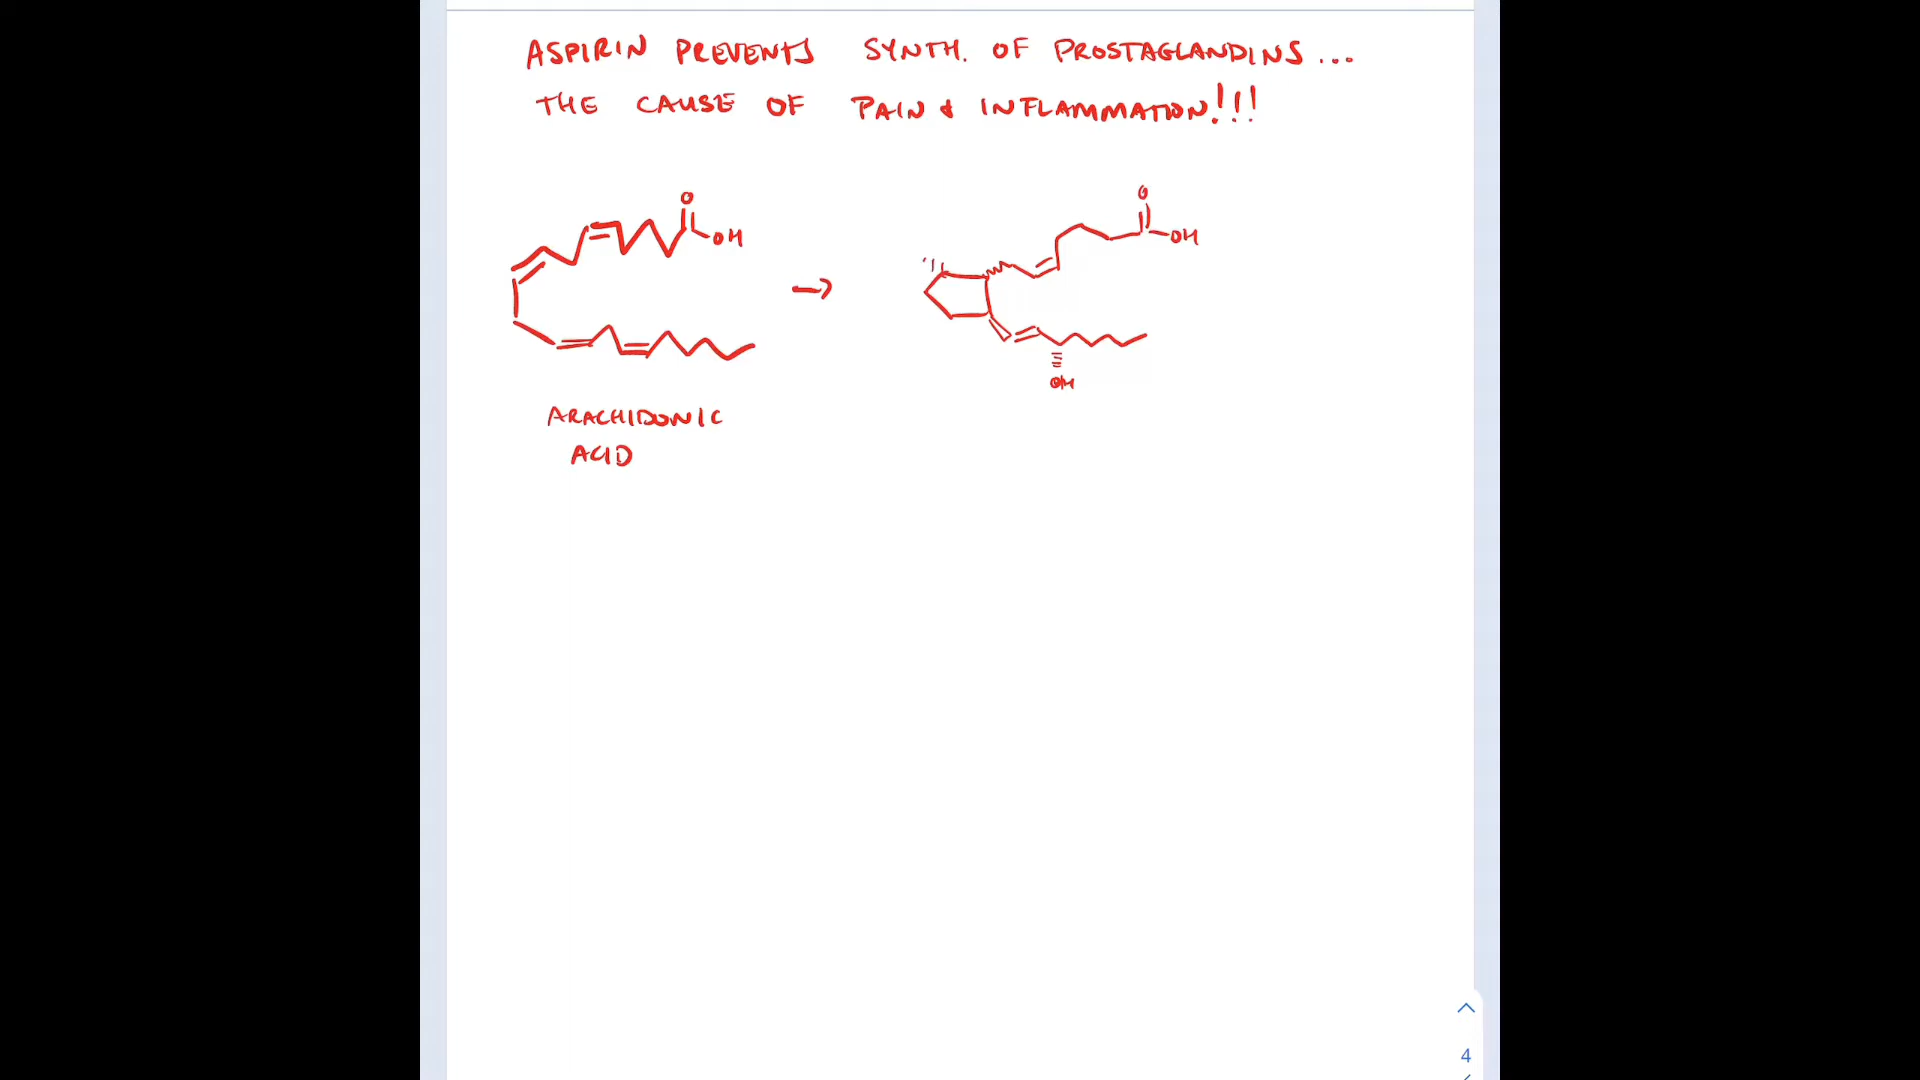 ASPIRIN PREVENTS SYNTH. OF PROSTAGLANDINS...
THE CAUSE OF PAIN & INFLAMMATION!!!
O
OH
O
OH
OH
ARACHIDONIC
ACID
4